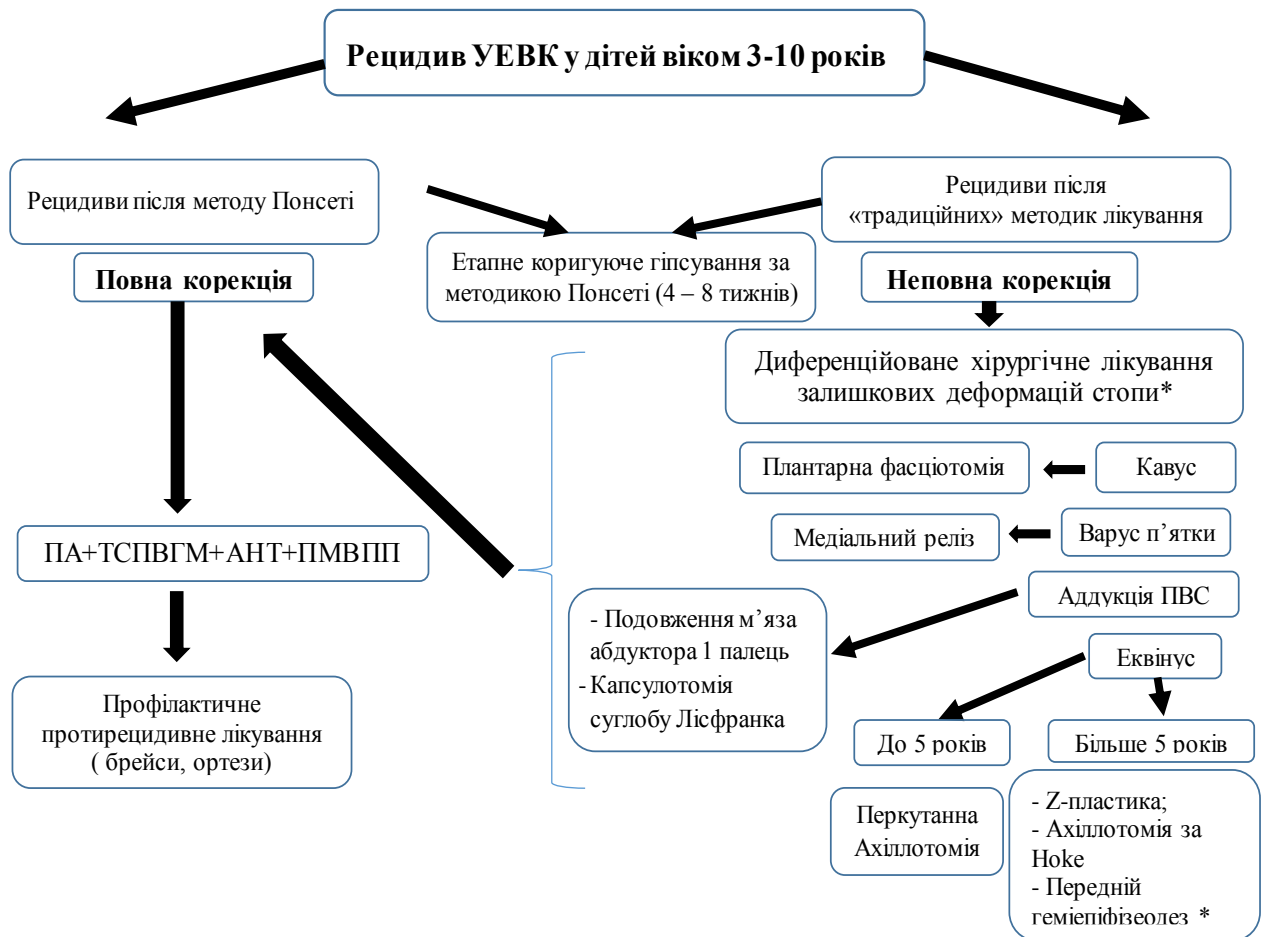 Рецидив УЕВК у дітей віком 3-10 років
Рецидиви після методу Понсеті
Рецидиви після
«традиційних» методик лікування
Етапне коригуюче гіпсування за
методикою Понсеті (4 – 8 тижнів)
Повна корекція
Неповна корекція
Диференційоване хірургічне лікування
залишкових деформацій стопи*
Плантарна фасціотомія
Кавус
Медіальний реліз
Варус п’ятки
Аддукція ПВС
- Подовження м’яза
абдуктора 1 палець
- Капсулотомія
суглобу Лісфранка
Еквінус
До 5 років
Більше 5 років
Перкутанна
Ахіллотомія
- Z-пластика;
- Ахіллотомія за
Hoke
- Передній
геміепіфізеодез *
ПА+ТСПВГМ+АНТ+ПМВПП
Профілактичне
протирецидивне лікування
( брейси, ортези)